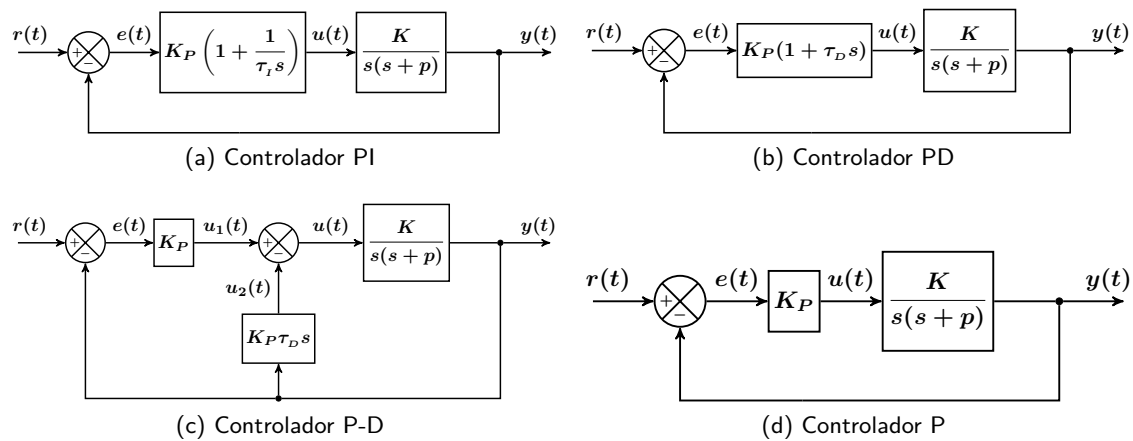 r(t) + − e(t) K_P (1 + 1/(τ_I s)) u(t) K/(s(s + p)) y(t)
(a) Controlador PI
r(t) + − e(t) K_P(1 + τ_D s) u(t) K/(s(s + p)) y(t)
(b) Controlador PD
r(t) + − e(t) K_P u_1(t) + − u(t) K/(s(s + p)) y(t)
u_2(t)
K_P τ_D s
(c) Controlador P-D
r(t) + − e(t) K_P u(t) K/(s(s + p)) y(t)
(d) Controlador P